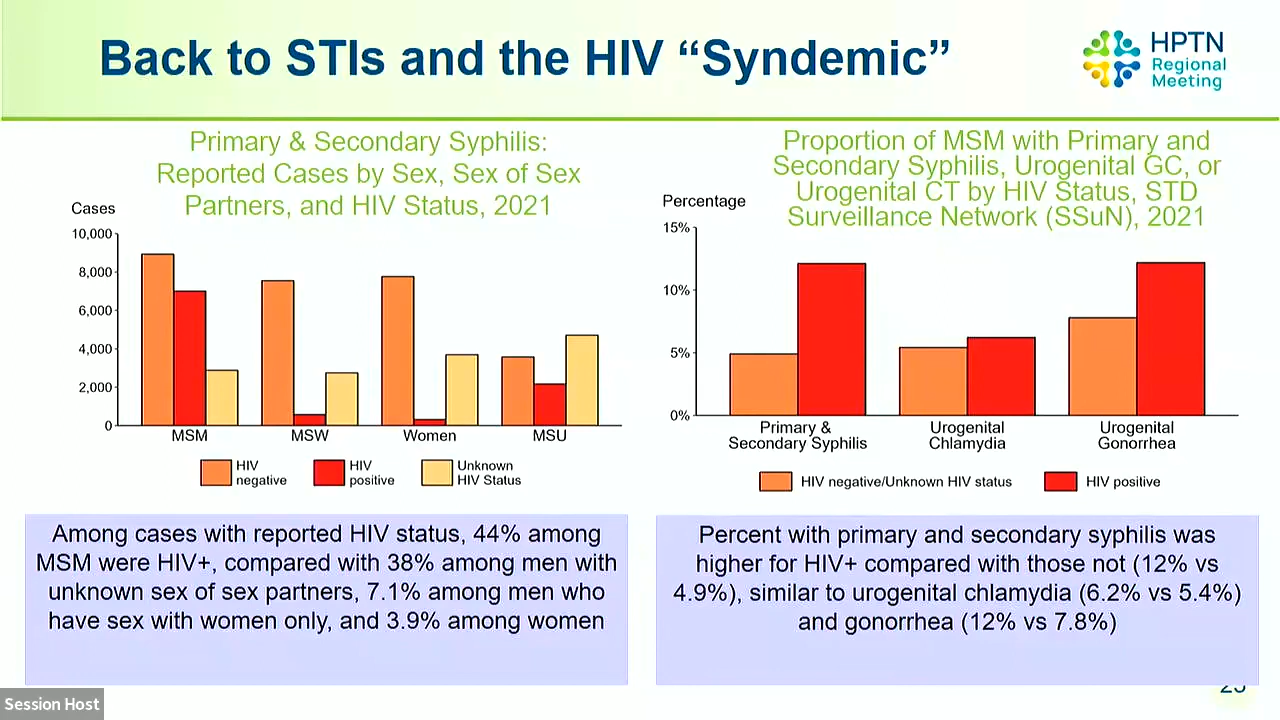 Back to STIs and the HIV “Syndemic”
HPTN
Regional
Meeting
Primary & Secondary Syphilis:
Reported Cases by Sex, Sex of Sex
Partners, and HIV Status, 2021
Cases
10,000
8,000
6,000
4,000
2,000
0
MSM
MSW
Women
MSU
HIV
negative
HIV
positive
Unknown
HIV Status
Among cases with reported HIV status, 44% among
MSM were HIV+, compared with 38% among men with
unknown sex of sex partners, 7.1% among men who
have sex with women only, and 3.9% among women
Proportion of MSM with Primary and
Secondary Syphilis, Urogenital GC, or
Urogenital CT by HIV Status, STD
Surveillance Network (SSuN), 2021
Percentage
15%
10%
5%
0%
Primary &
Secondary Syphilis
Urogenital
Chlamydia
Urogenital
Gonorrhea
HIV negative/Unknown HIV status
HIV positive
Percent with primary and secondary syphilis was
higher for HIV+ compared with those not (12% vs
4.9%), similar to urogenital chlamydia (6.2% vs 5.4%)
and gonorrhea (12% vs 7.8%)
Session Host